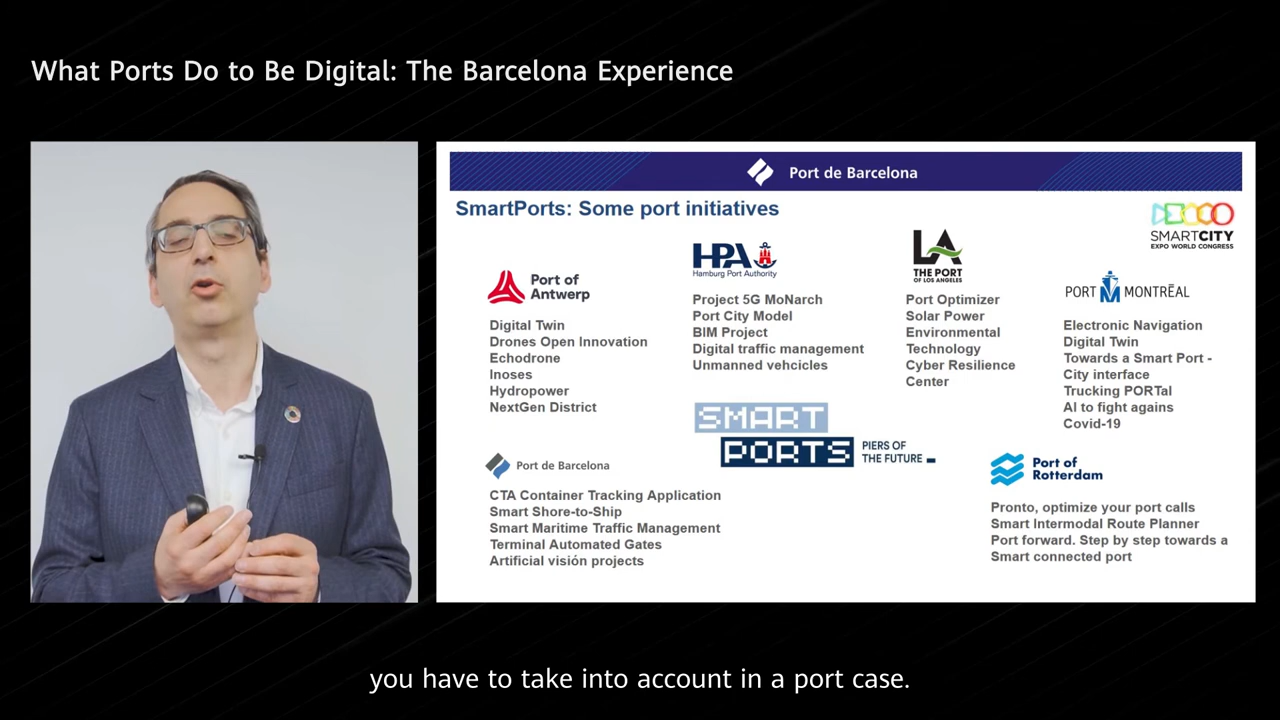 What Ports Do to Be Digital: The Barcelona Experience
Port de Barcelona
SmartPorts: Some port initiatives
SMARTCITY
EXPO WORLD CONGRESS
Port of
Antwerp
Digital Twin
Drones Open Innovation
Echodrone
Inoses
Hydropower
NextGen District
HPA
Hamburg Port Authority
Project 5G MoNarch
Port City Model
BIM Project
Digital traffic management
Unmanned vehcicles
LA
THE PORT
OF LOS ANGELES
Port Optimizer
Solar Power
Environmental
Technology
Cyber Resilience
Center
PORT MONTRÉAL
Electronic Navigation
Digital Twin
Towards a Smart Port -
City interface
Trucking PORTal
AI to fight agains
Covid-19
SMART
PORTS
PIERS OF
THE FUTURE
Port de Barcelona
CTA Container Tracking Application
Smart Shore-to-Ship
Smart Maritime Traffic Management
Terminal Automated Gates
Artificial visión projects
Port of
Rotterdam
Pronto, optimize your port calls
Smart Intermodal Route Planner
Port forward. Step by step towards a
Smart connected port
you have to take into account in a port case.